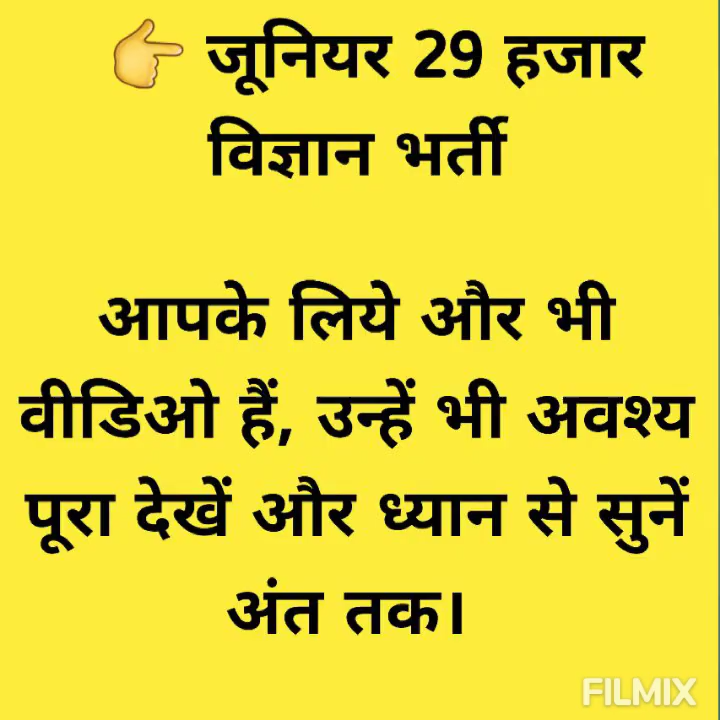 👉 जूनियर 29 हजार
विज्ञान भर्ती
आपके लिये और भी
वीडिओ हैं, उन्हें भी अवश्य
पूरा देखें और ध्यान से सुनें
अंत तक।
FILMIX